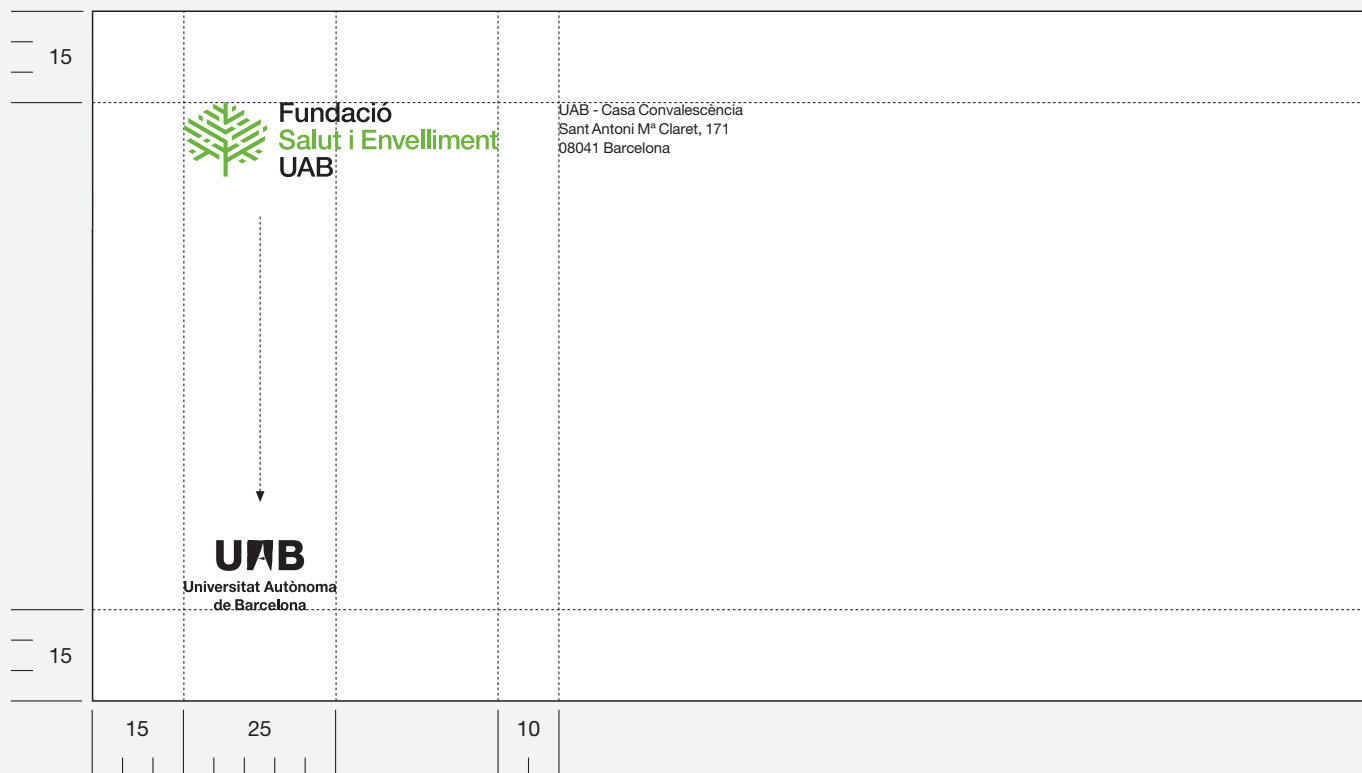 15
Fundació
Salut i Envelliment
UAB
UAB - Casa Convalescència
Sant Antoni Mª Claret, 171
08041 Barcelona
UAB
Universitat Autònoma
de Barcelona
15
15
25
10